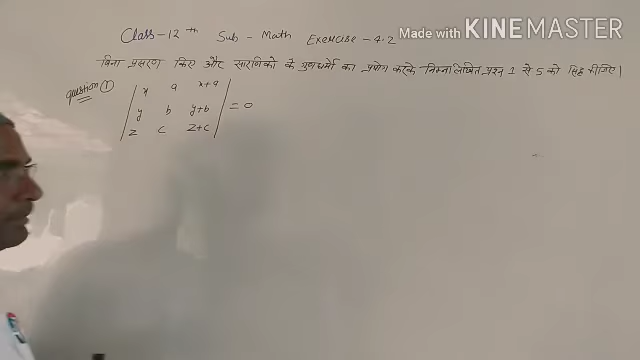 Made with KINEMASTER
Class-12th Sub - Math Exercise-4.2
बिना प्रसरण किए और सारणिकों के गुणधर्मो का प्रयोग करके निम्नलिखित प्रश्न 1 से 5 को सिद्ध कीजिए।
question ①
x a x+a
y b y+b = 0
z c z+c